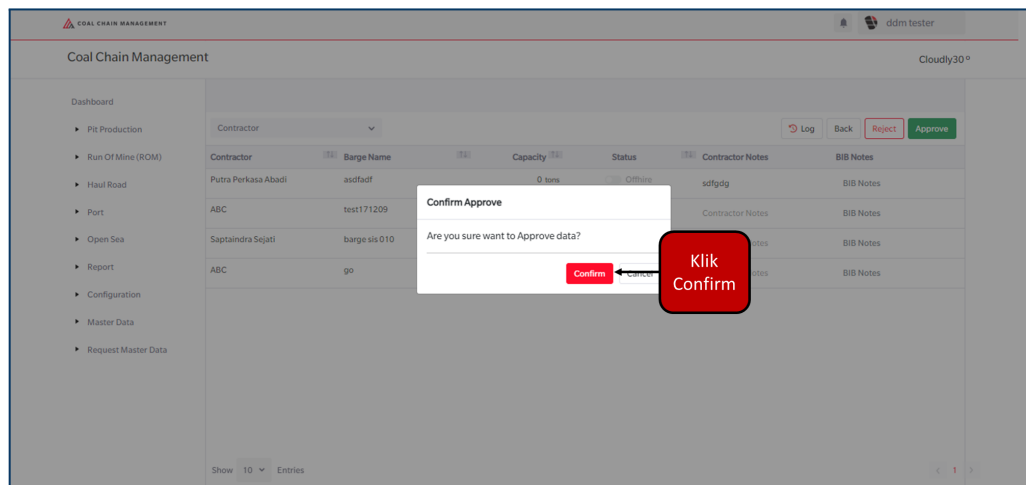 COAL CHAIN MANAGEMENT
ddm tester
Coal Chain Management
Cloudly30°
Dashboard
Pit Production
Run Of Mine (ROM)
Haul Road
Port
Open Sea
Report
Configuration
Master Data
Request Master Data
Contractor
Log Back Reject Approve
Contractor Barge Name Capacity Status Contractor Notes BIB Notes
Putra Perkasa Abadi asdfadf 0 tons Offhire sdfgdg BIB Notes
ABC test171209 Contractor Notes BIB Notes
Saptaindra Sejati barge sis 010 BIB Notes
ABC go BIB Notes
Confirm Approve
Are you sure want to Approve data?
Confirm Cancel
Klik
Confirm
Show 10 Entries
1